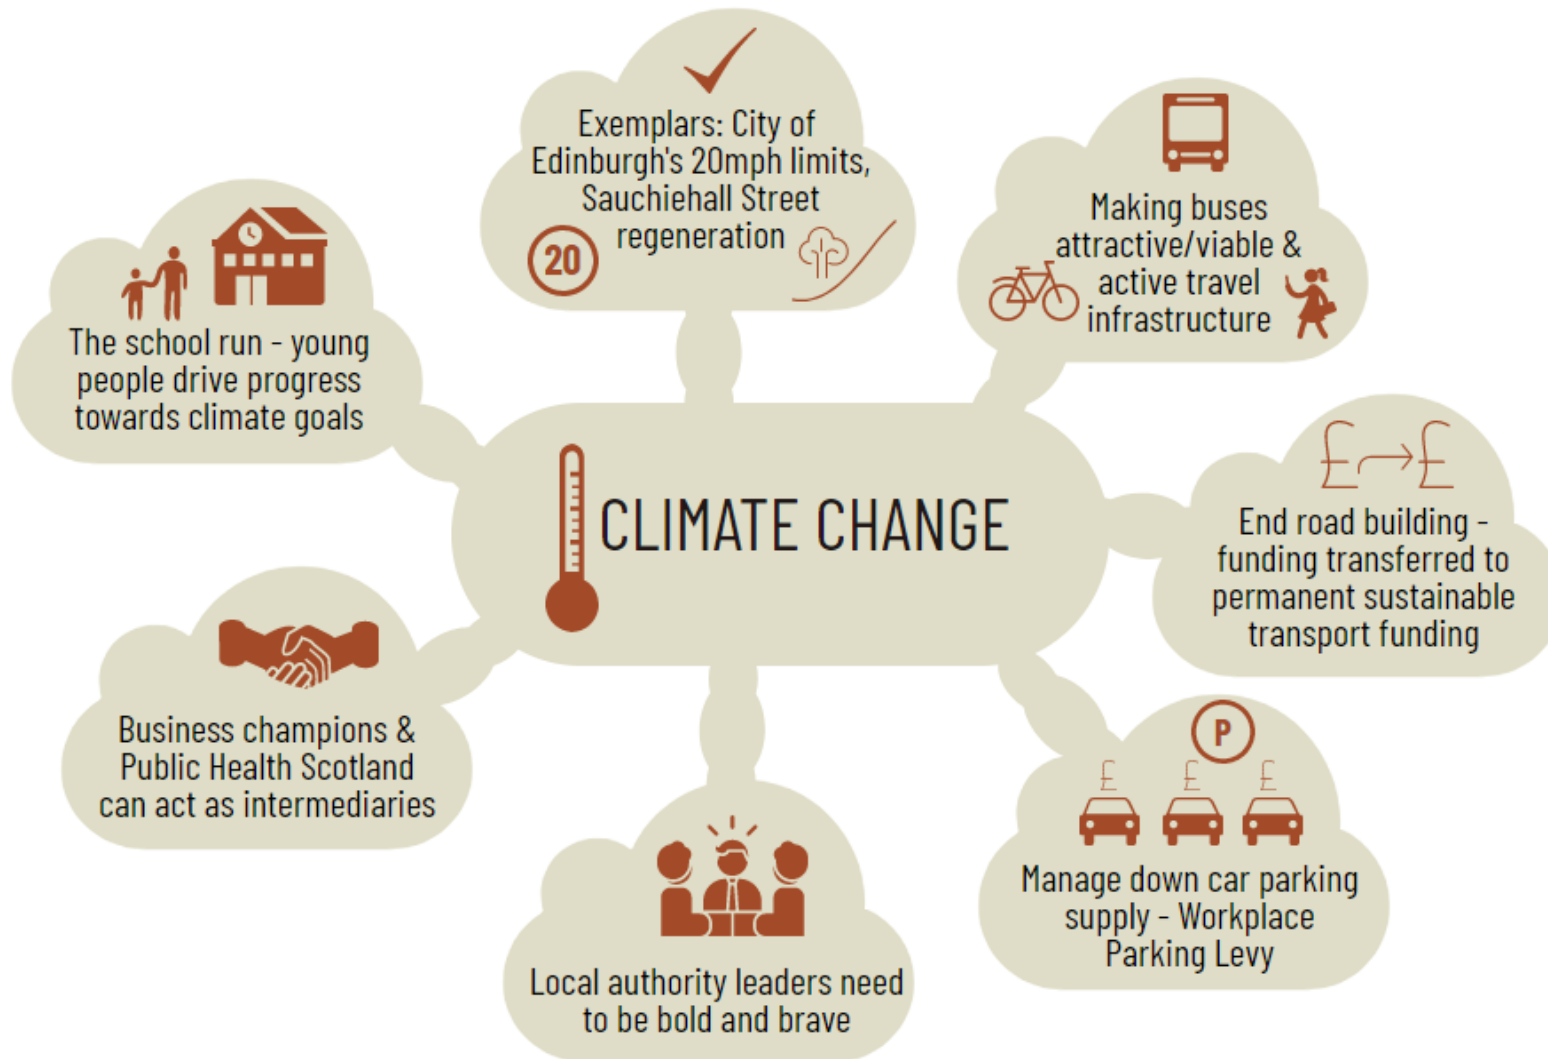 Exemplars: City of
Edinburgh's 20mph limits,
Sauchiehall Street
regeneration
20
Making buses
attractive/viable &
active travel
infrastructure
£ £
End road building -
funding transferred to
permanent sustainable
transport funding
P
£ £ £
Manage down car parking
supply - Workplace
Parking Levy
Local authority leaders need
to be bold and brave
Business champions &
Public Health Scotland
can act as intermediaries
The school run - young
people drive progress
towards climate goals
CLIMATE CHANGE